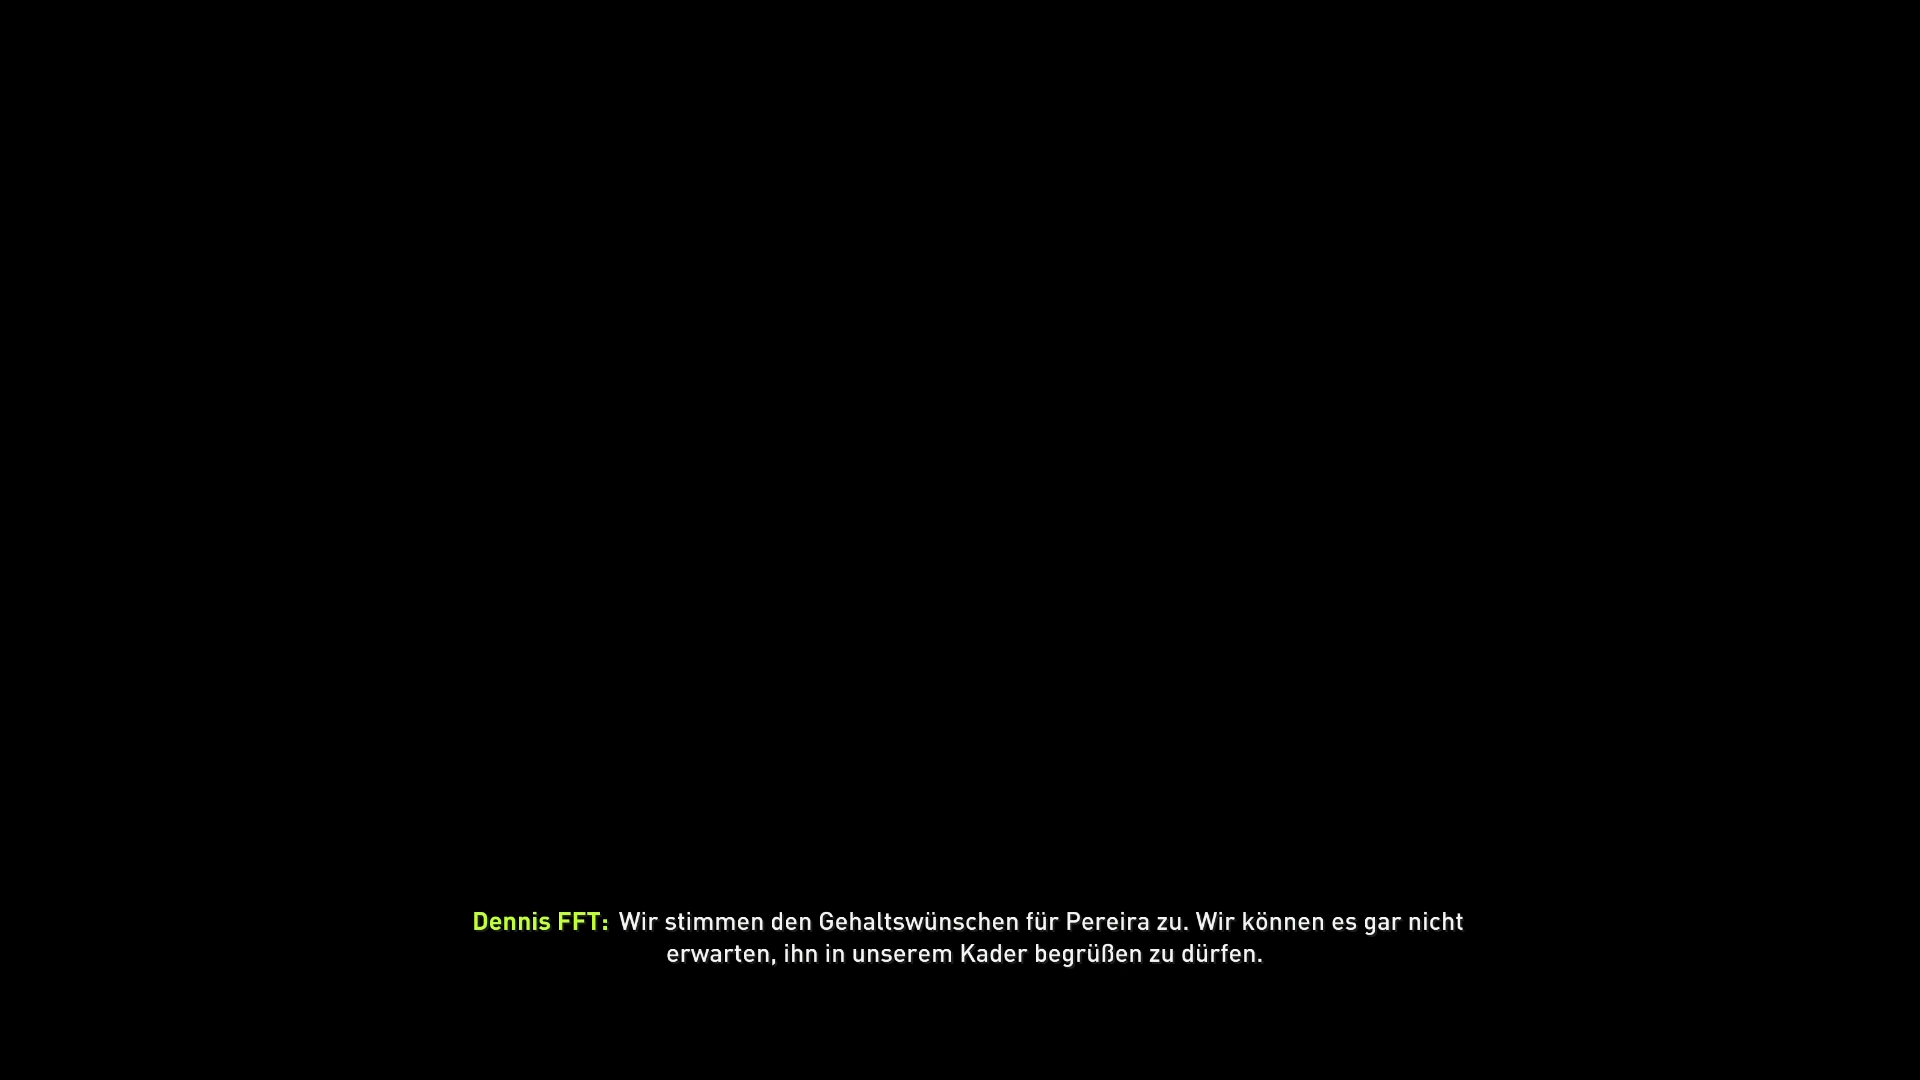 Dennis FFT: Wir stimmen den Gehaltswünschen für Pereira zu. Wir können es gar nicht
erwarten, ihn in unserem Kader begrüßen zu dürfen.